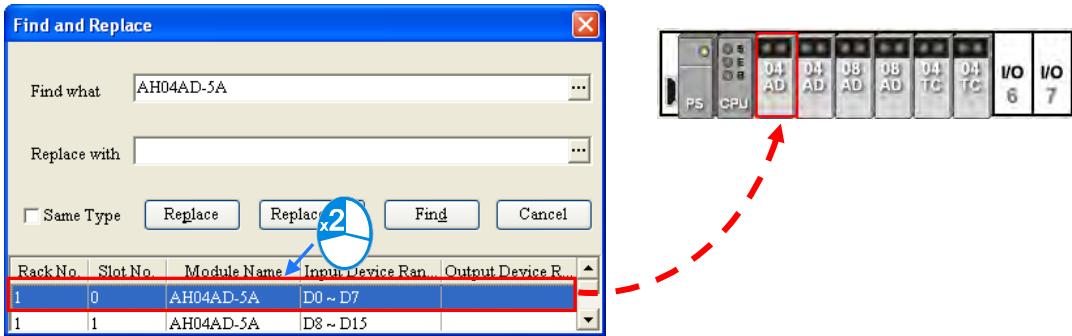 Find and Replace
Find what AH04AD-5A ...
Replace with ...
Same Type Replace Replace Find Cancel
x2
Rack No. Slot No. Module Name Input Device Ran... Output Device R...
1 0 AH04AD-5A D0 ~ D7
1 1 AH04AD-5A D8 ~ D15
PS CPU 04 AD 04 AD 08 AD 08 AD 04 TC 04 TC I/O 6 I/O 7